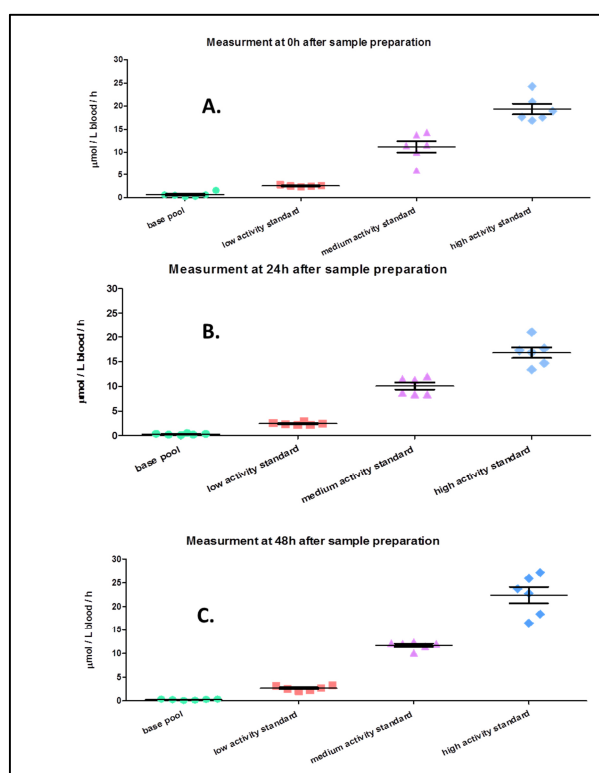 Measurment at 0h after sample preparation
A.
µmol / L blood / h
30
25
20
15
10
5
0
base pool
low activity standard
medium activity standard
high activity standard
Measurment at 24h after sample preparation
B.
µmol / L blood / h
30
25
20
15
10
5
0
base pool
low activity standard
medium activity standard
high activity standard
Measurment at 48h after sample preparation
C.
µmol / L blood / h
30
25
20
15
10
5
0
base pool
low activity standard
medium activity standard
high activity standard